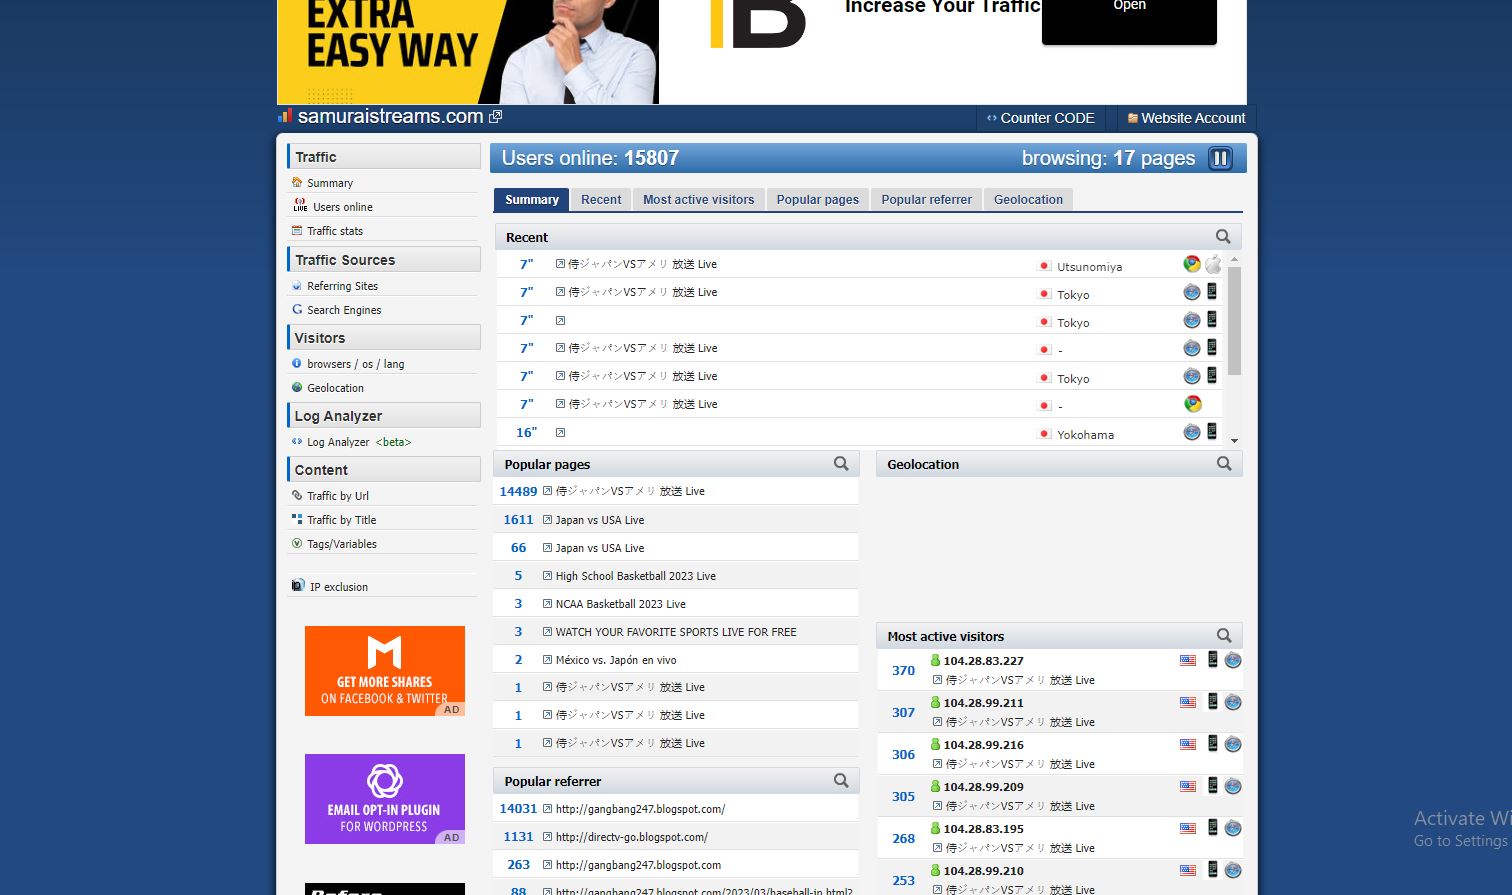 EXTRA
EASY WAY
IB
Increase Your Traffic
Open
samuraistreams.com
Counter CODE
Website Account
Traffic
Summary
LIVE Users online
Traffic stats
Traffic Sources
Referring Sites
G Search Engines
Visitors
browsers / os / lang
Geolocation
Log Analyzer
Log Analyzer <beta>
Content
Traffic by Url
Traffic by Title
Tags/Variables
IP exclusion
GET MORE SHARES
ON FACEBOOK & TWITTER
AD
EMAIL OPT-IN PLUGIN
FOR WORDPRESS
AD
Before
Users online: 15807
browsing: 17 pages
Summary
Recent
Most active visitors
Popular pages
Popular referrer
Geolocation
Recent
7" 侍ジャパンVSアメリ 放送 Live Utsunomiya
7" 侍ジャパンVSアメリ 放送 Live Tokyo
7" Tokyo
7" 侍ジャパンVSアメリ 放送 Live -
7" 侍ジャパンVSアメリ 放送 Live Tokyo
7" 侍ジャパンVSアメリ 放送 Live -
16" Yokohama
Popular pages
14489 侍ジャパンVSアメリ 放送 Live
1611 Japan vs USA Live
66 Japan vs USA Live
5 High School Basketball 2023 Live
3 NCAA Basketball 2023 Live
3 WATCH YOUR FAVORITE SPORTS LIVE FOR FREE
2 México vs. Japón en vivo
1 侍ジャパンVSアメリ 放送 Live
1 侍ジャパンVSアメリ 放送 Live
1 侍ジャパンVSアメリ 放送 Live
Popular referrer
14031 http://gangbang247.blogspot.com/
1131 http://directv-go.blogspot.com/
263 http://gangbang247.blogspot.com
88 http://gangbang247.blogspot.com/2023/03/baseball-jp.html?
Geolocation
Most active visitors
370 104.28.83.227
侍ジャパンVSアメリ 放送 Live
307 104.28.99.211
侍ジャパンVSアメリ 放送 Live
306 104.28.99.216
侍ジャパンVSアメリ 放送 Live
305 104.28.99.209
侍ジャパンVSアメリ 放送 Live
268 104.28.83.195
侍ジャパンVSアメリ 放送 Live
253 104.28.99.210
侍ジャパンVSアメリ 放送 Live
Activate Wi
Go to Settings